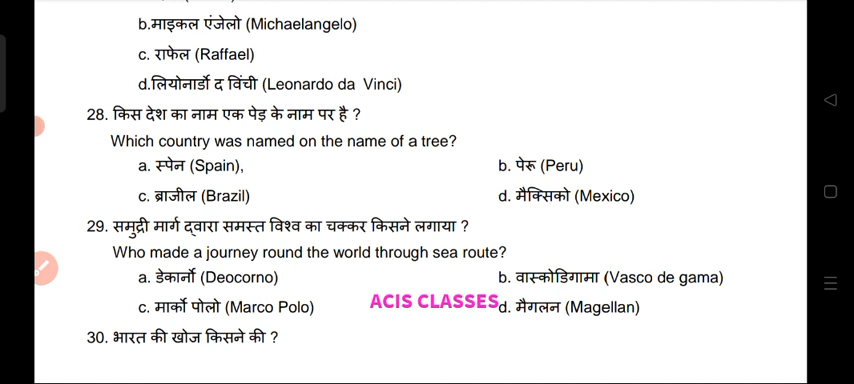 b.माइकल एंजेलो (Michaelangelo)
c. राफेल (Raffael)
d.लियोनार्डो द विंची (Leonardo da Vinci)
28. किस देश का नाम एक पेड़ के नाम पर है ?
Which country was named on the name of a tree?
a. स्पेन (Spain), b. पेरू (Peru)
c. ब्राजील (Brazil) d. मैक्सिको (Mexico)
29. समुद्री मार्ग द्वारा समस्त विश्व का चक्कर किसने लगाया ?
Who made a journey round the world through sea route?
a. डेकार्नो (Deocorno) b. वास्कोडिगामा (Vasco de gama)
c. मार्को पोलो (Marco Polo) ACIS CLASSES d. मैगलन (Magellan)
30. भारत की खोज किसने की ?